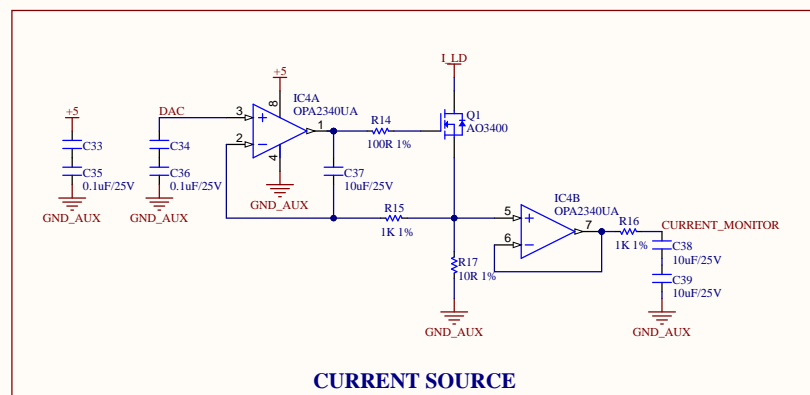 I_LD
+5
IC4A
OPA2340UA
8
DAC
3
2
1
4
GND_AUX
R14
100R 1%
Q1
AO3400
+5
C33
C35
0.1uF/25V
GND_AUX
C34
C36
0.1uF/25V
GND_AUX
C37
10uF/25V
R15
1K 1%
R17
10R 1%
GND_AUX
IC4B
OPA2340UA
5
6
7
R16
1K 1%
CURRENT_MONITOR
C38
10uF/25V
C39
10uF/25V
GND_AUX
CURRENT SOURCE